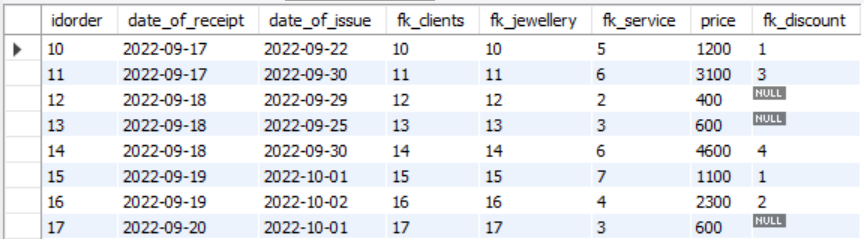 idorder date_of_receipt date_of_issue fk_clients fk_jewellery fk_service price fk_discount
10 2022-09-17 2022-09-22 10 10 5 1200 1
11 2022-09-17 2022-09-30 11 11 6 3100 3
12 2022-09-18 2022-09-29 12 12 2 400 NULL
13 2022-09-18 2022-09-25 13 13 3 600 NULL
14 2022-09-18 2022-09-30 14 14 6 4600 4
15 2022-09-19 2022-10-01 15 15 7 1100 1
16 2022-09-19 2022-10-02 16 16 4 2300 2
17 2022-09-20 2022-10-01 17 17 3 600 NULL